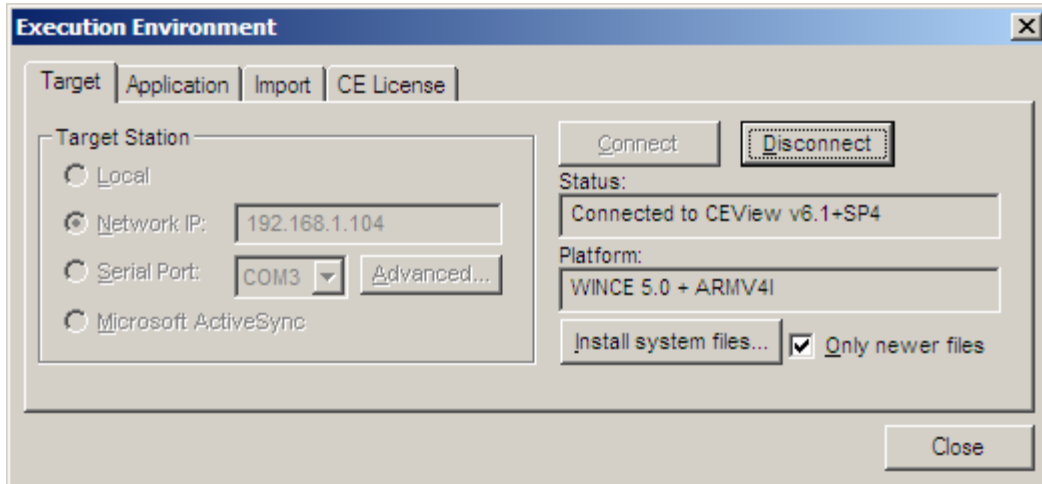 Execution Environment
Target Application Import CE License
Target Station
Local
Network IP: 192.168.1.104
Serial Port: COM3 Advanced...
Microsoft ActiveSync
Connect Disconnect
Status:
Connected to CEView v6.1+SP4
Platform:
WINCE 5.0 + ARMV4I
Install system files... Only newer files
Close